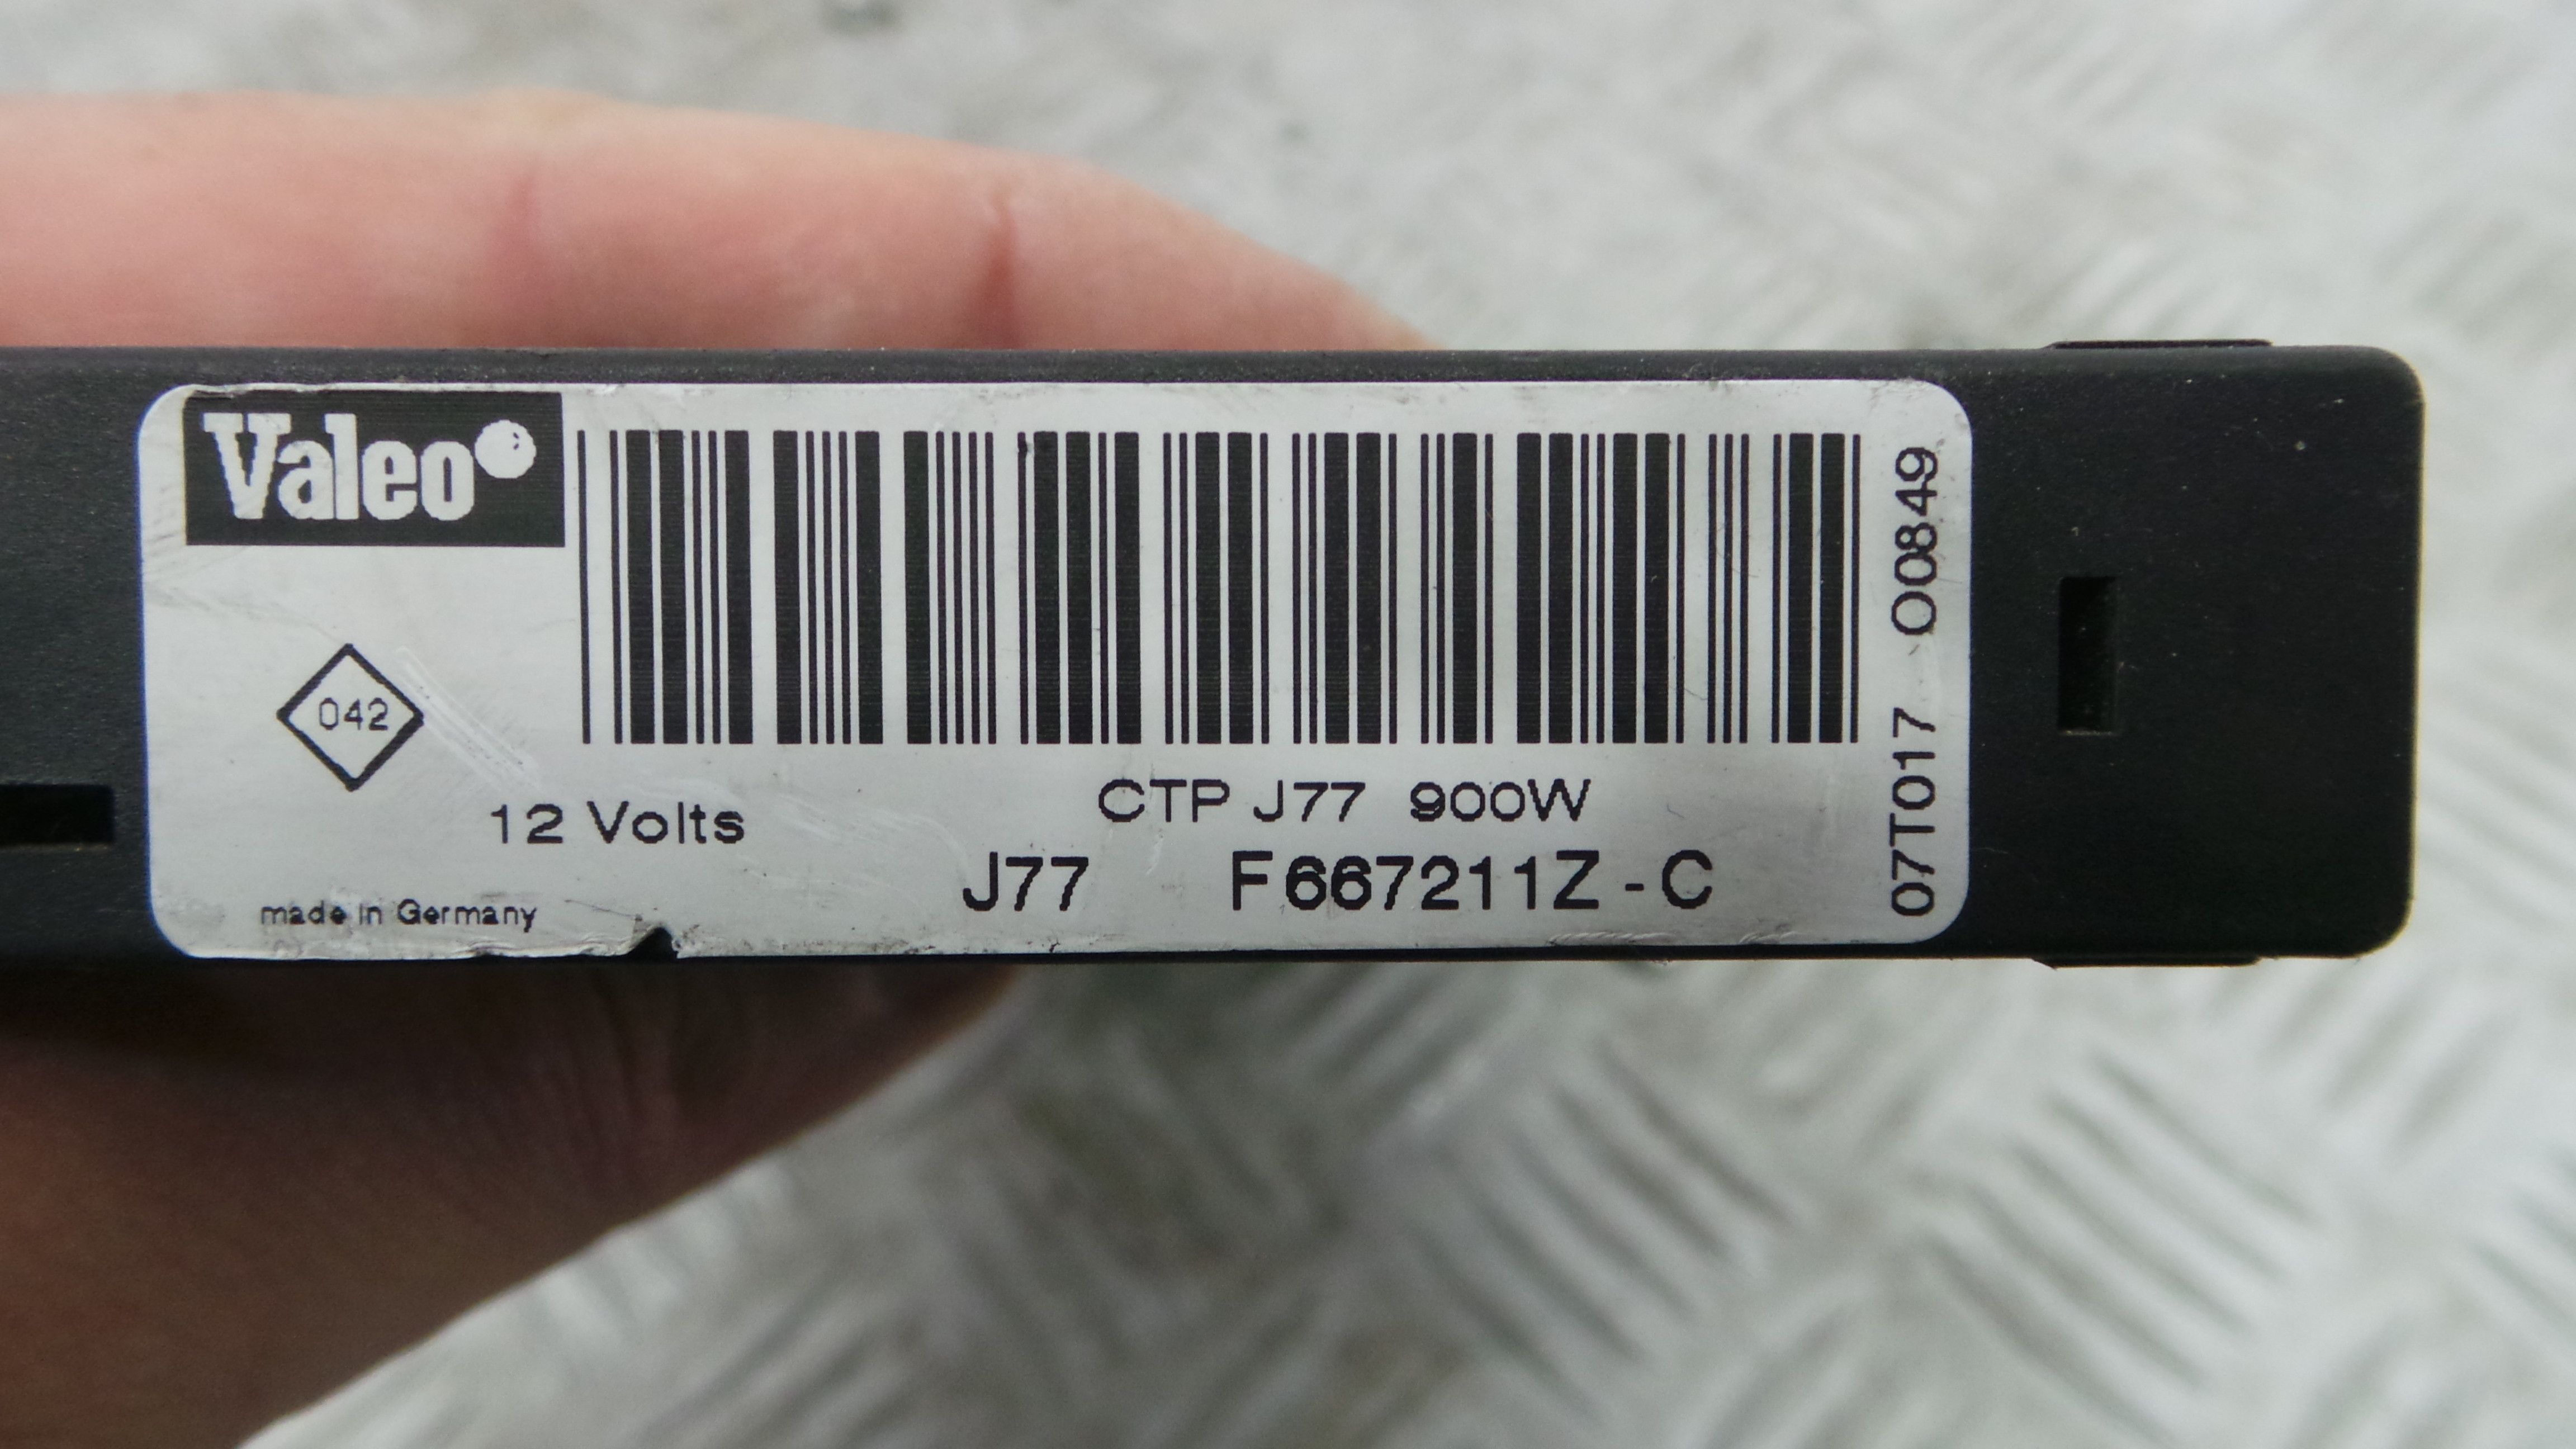 Valeo
042
12 Volts
made in Germany
CTP J77 900W
J77 F667211Z-C
07T017 O0849